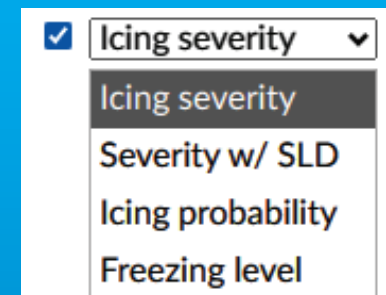 Icing severity
Icing severity
Severity w/ SLD
Icing probability
Freezing level